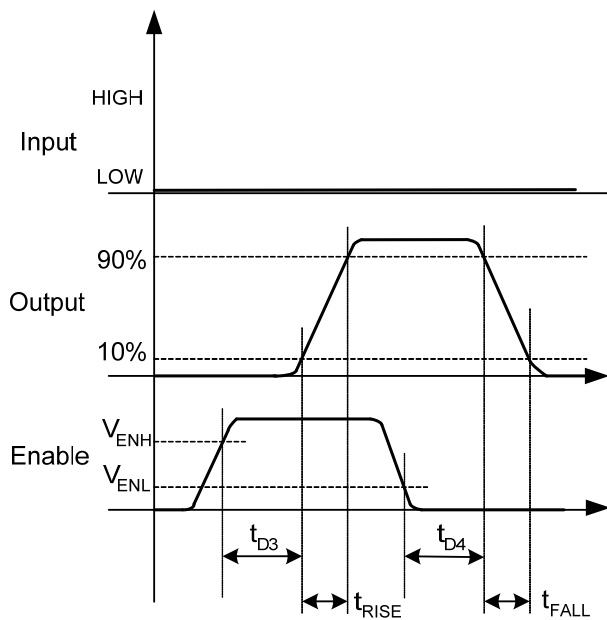 HIGH
Input
LOW
90%
Output
10%
VENH
Enable
VENL
tD3
tD4
tRISE
tFALL